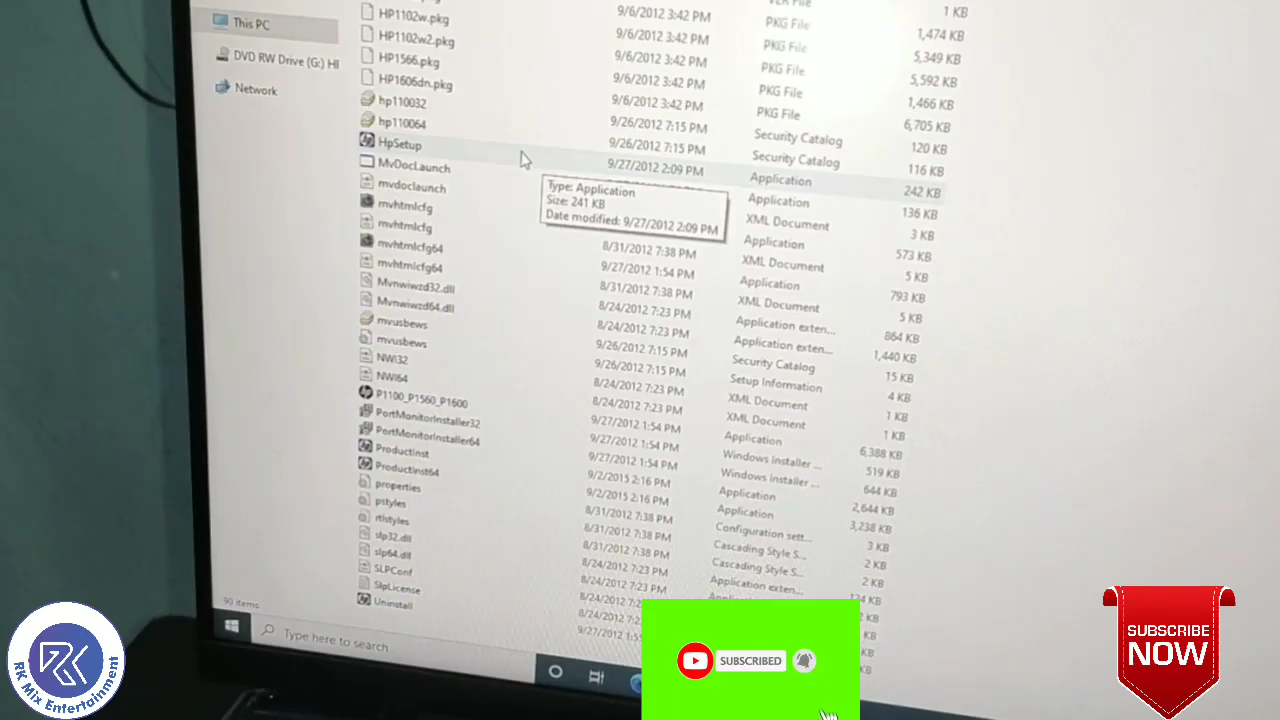 VER File 1 KB
HP1102w.pkg 9/6/2012 3:42 PM PKG File 1,474 KB
HP1102w2.pkg 9/6/2012 3:42 PM PKG File 5,349 KB
HP1566.pkg 9/6/2012 3:42 PM PKG File 5,592 KB
HP1606dn.pkg 9/6/2012 3:42 PM PKG File 1,466 KB
hp110032 9/6/2012 3:42 PM PKG File 6,705 KB
hp110064 9/26/2012 7:15 PM Security Catalog 120 KB
HpSetup 9/26/2012 7:15 PM Security Catalog 116 KB
MvDocLaunch 9/27/2012 2:09 PM Application 242 KB
mvdoclaunch Application 136 KB
mvhtmlcfg XML Document 3 KB
mvhtmlcfg Application 573 KB
mvhtmlcfg64 8/31/2012 7:38 PM XML Document 5 KB
mvhtmlcfg64 9/27/2012 1:54 PM Application 793 KB
Mvnwiwzd32.dll 8/31/2012 7:38 PM XML Document 5 KB
Mvnwiwzd64.dll 8/24/2012 7:23 PM Application exten... 864 KB
mvusbews 8/24/2012 7:23 PM Application exten... 1,440 KB
mvusbews 9/26/2012 7:15 PM Security Catalog 15 KB
NWi32 9/26/2012 7:15 PM Setup Information 4 KB
NWi64 8/24/2012 7:23 PM XML Document 1 KB
P1100_P1560_P1600 8/24/2012 7:23 PM XML Document 1 KB
PortMonitorInstaller32 9/27/2012 1:54 PM Application 6,388 KB
PortMonitorInstaller64 9/27/2012 1:54 PM Windows Installer ... 519 KB
ProductInst 9/27/2012 1:54 PM Windows Installer ... 644 KB
ProductInst64 9/2/2015 2:16 PM Application 2,644 KB
properties 9/2/2015 2:16 PM Application 3,238 KB
pstyles 8/31/2012 7:38 PM Configuration sett... 3 KB
rtlstyles 8/31/2012 7:38 PM Cascading Style S... 2 KB
slp32.dll 8/31/2012 7:38 PM Cascading Style S... 2 KB
slp64.dll 8/24/2012 7:23 PM Application exten...
SLPConf 8/24/2012 7:23 PM
SlpLicense
Uninstall
This PC
DVD RW Drive (G:) HI
Network
Type: Application
Size: 241 KB
Date modified: 9/27/2012 2:09 PM
90 items
Type here to search
RK
RK Mix Entertainment
SUBSCRIBED
SUBSCRIBE
NOW